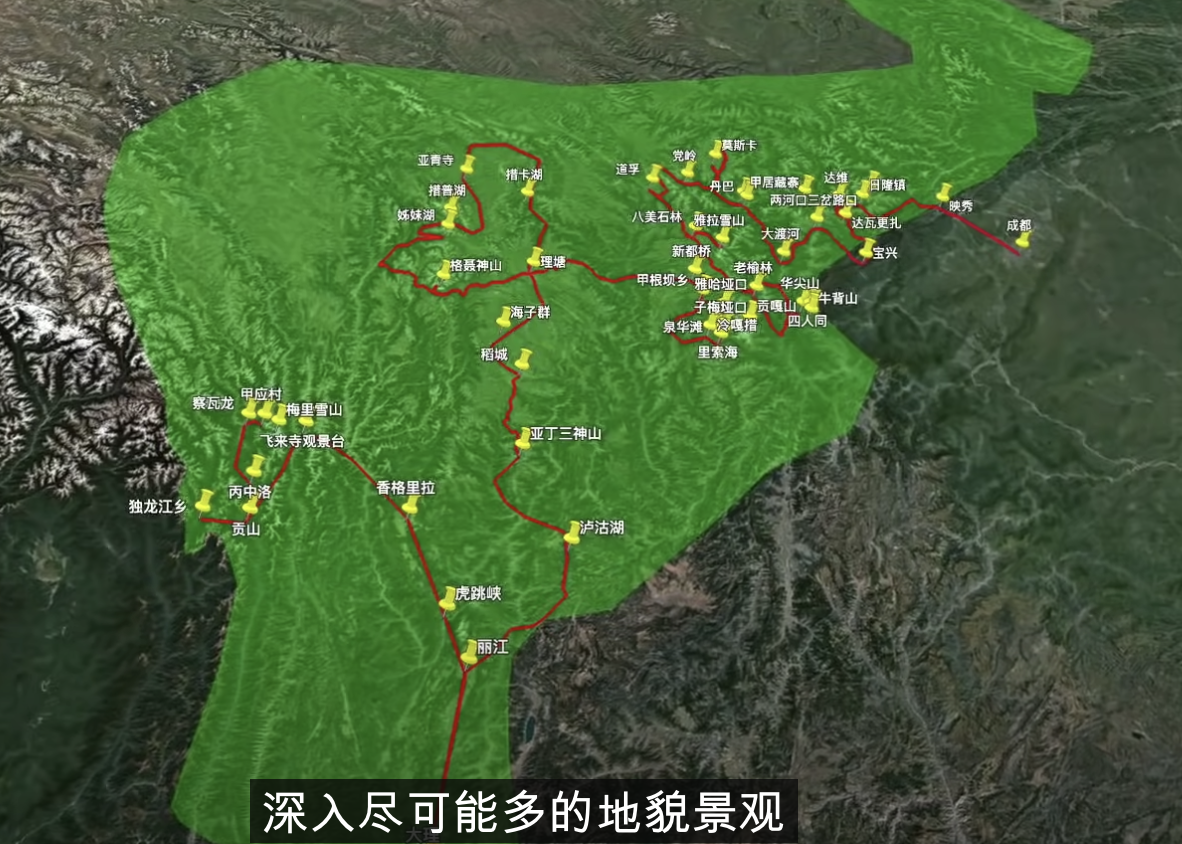 莫斯卡
党岭
亚青寺
道孚
措卡湖
丹巴
甲居藏寨
达维
日隆镇
措普湖
两河口三岔路口
映秀
姊妹湖
八美石林
雅拉雪山
达瓦更扎
成都
大渡河
新都桥
宝兴
格聂神山
理塘
老榆林
甲根坝乡
雅哈垭口
华尖山
牛背山
子梅垭口
贡嘎山
海子群
泉华滩
泠嘎措
四人同
里索海
稻城
甲应村
察瓦龙
梅里雪山
亚丁三神山
飞来寺观景台
丙中洛
香格里拉
独龙江乡
贡山
泸沽湖
虎跳峡
丽江
深入尽可能多的地貌景观